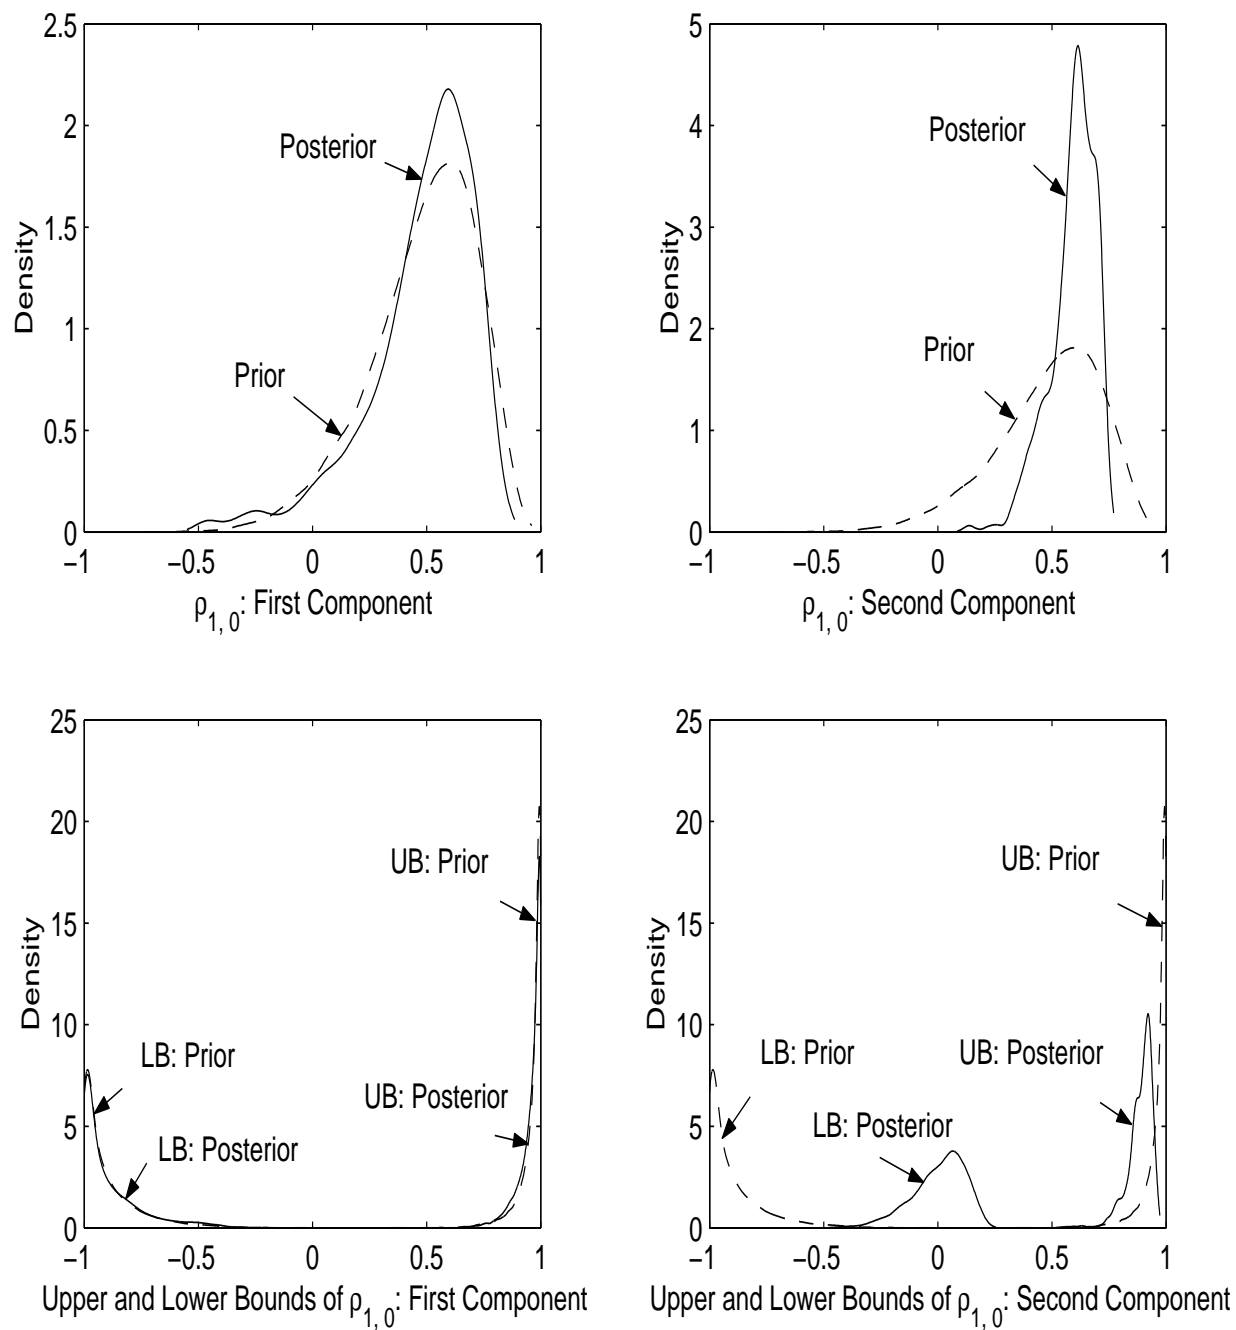 2.5
2
1.5
1
0.5
0
−1
−0.5
0
0.5
1
Density
Posterior
Prior
ρ1, 0: First Component
5
4
3
2
1
0
−1
−0.5
0
0.5
1
Density
Posterior
Prior
ρ1, 0: Second Component
25
20
15
10
5
0
−1
−0.5
0
0.5
1
Density
UB: Prior
LB: Prior
UB: Posterior
LB: Posterior
Upper and Lower Bounds of ρ1, 0: First Component
25
20
15
10
5
0
−1
−0.5
0
0.5
1
Density
UB: Prior
LB: Prior
UB: Posterior
LB: Posterior
Upper and Lower Bounds of ρ1, 0: Second Component